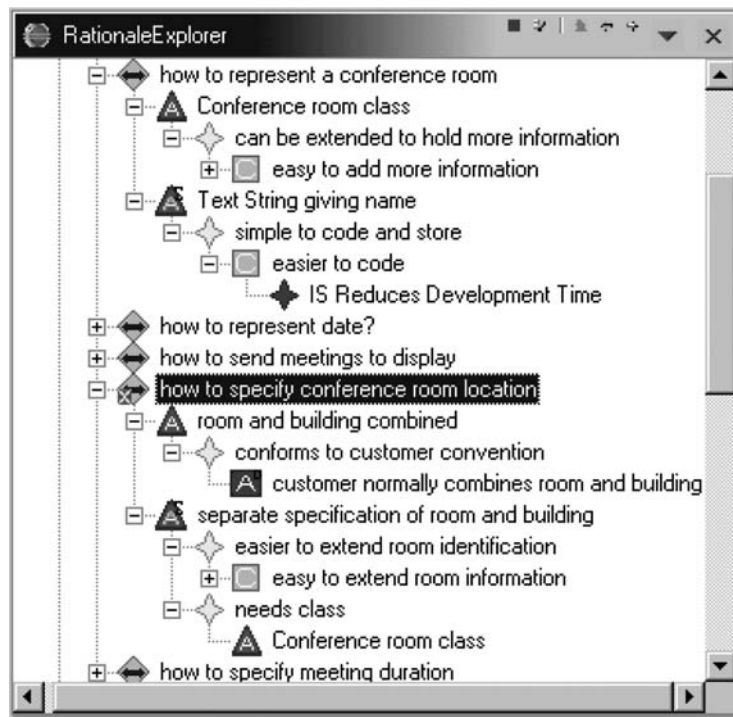 RationaleExplorer
how to represent a conference room
Conference room class
can be extended to hold more information
easy to add more information
Text String giving name
simple to code and store
easier to code
IS Reduces Development Time
how to represent date?
how to send meetings to display
how to specify conference room location
room and building combined
conforms to customer convention
customer normally combines room and building
separate specification of room and building
easier to extend room identification
easy to extend room information
needs class
Conference room class
how to specify meeting duration